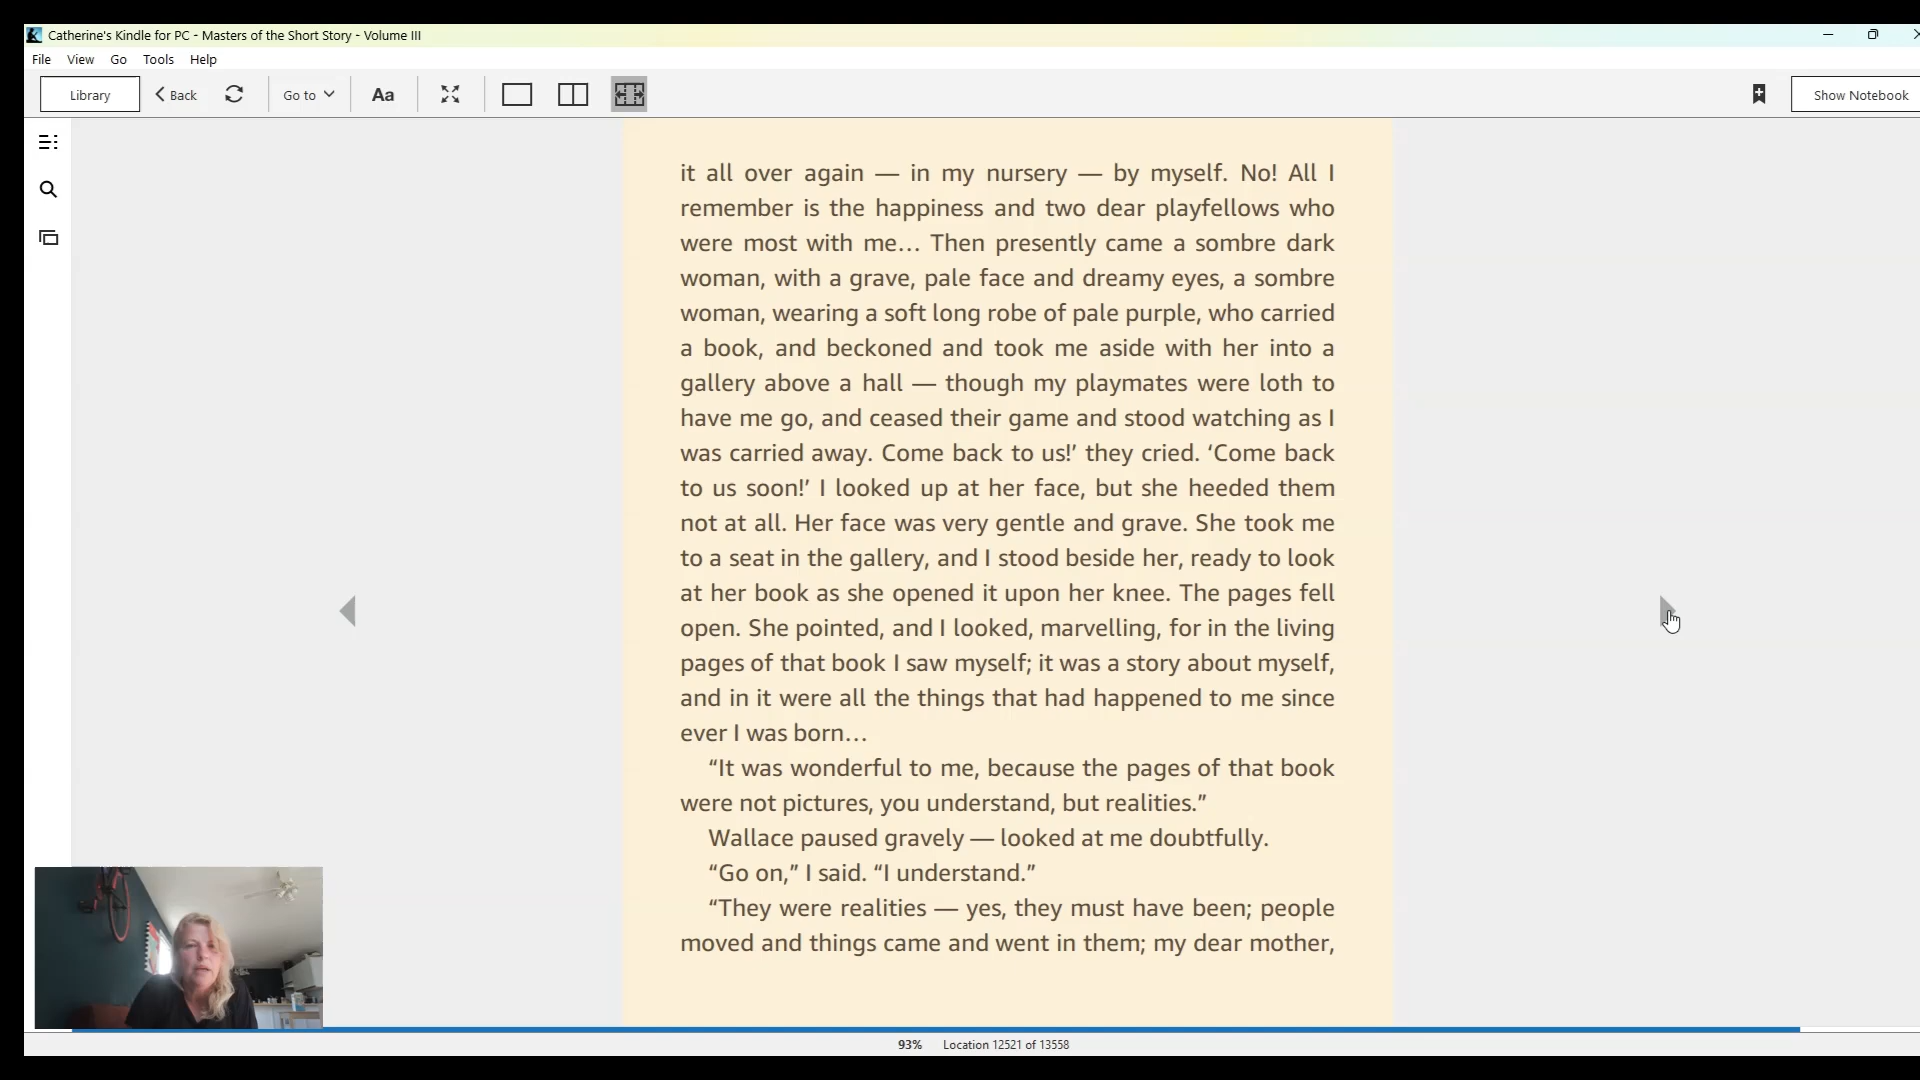 Catherine's Kindle for PC - Masters of the Short Story - Volume III
File View Go Tools Help
Library Back Go to Aa Show Notebook
it all over again — in my nursery — by myself. No! All I
remember is the happiness and two dear playfellows who
were most with me… Then presently came a sombre dark
woman, with a grave, pale face and dreamy eyes, a sombre
woman, wearing a soft long robe of pale purple, who carried
a book, and beckoned and took me aside with her into a
gallery above a hall — though my playmates were loth to
have me go, and ceased their game and stood watching as I
was carried away. Come back to us!’ they cried. ‘Come back
to us soon!’ I looked up at her face, but she heeded them
not at all. Her face was very gentle and grave. She took me
to a seat in the gallery, and I stood beside her, ready to look
at her book as she opened it upon her knee. The pages fell
open. She pointed, and I looked, marvelling, for in the living
pages of that book I saw myself; it was a story about myself,
and in it were all the things that had happened to me since
ever I was born…
“It was wonderful to me, because the pages of that book
were not pictures, you understand, but realities.”
Wallace paused gravely — looked at me doubtfully.
“Go on,” I said. “I understand.”
“They were realities — yes, they must have been; people
moved and things came and went in them; my dear mother,
93% Location 12521 of 13558